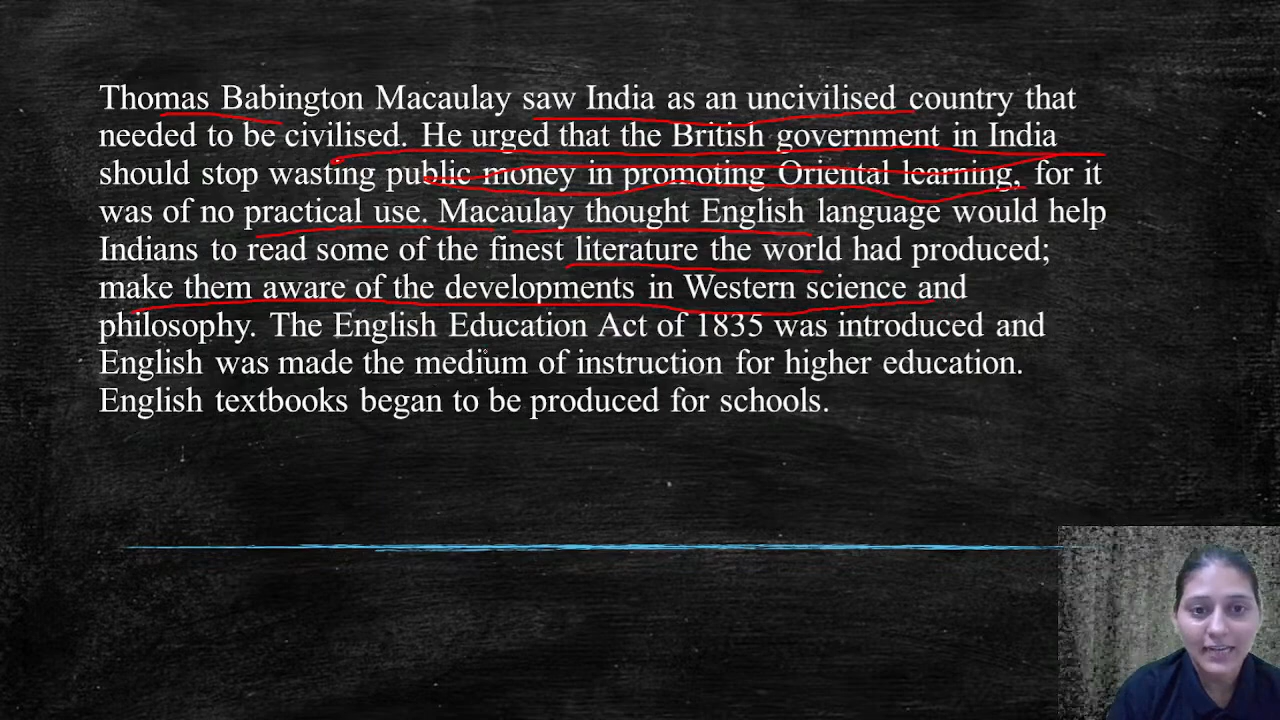 Thomas Babington Macaulay saw India as an uncivilised country that
needed to be civilised. He urged that the British government in India
should stop wasting public money in promoting Oriental learning, for it
was of no practical use. Macaulay thought English language would help
Indians to read some of the finest literature the world had produced;
make them aware of the developments in Western science and
philosophy. The English Education Act of 1835 was introduced and
English was made the medium of instruction for higher education.
English textbooks began to be produced for schools.